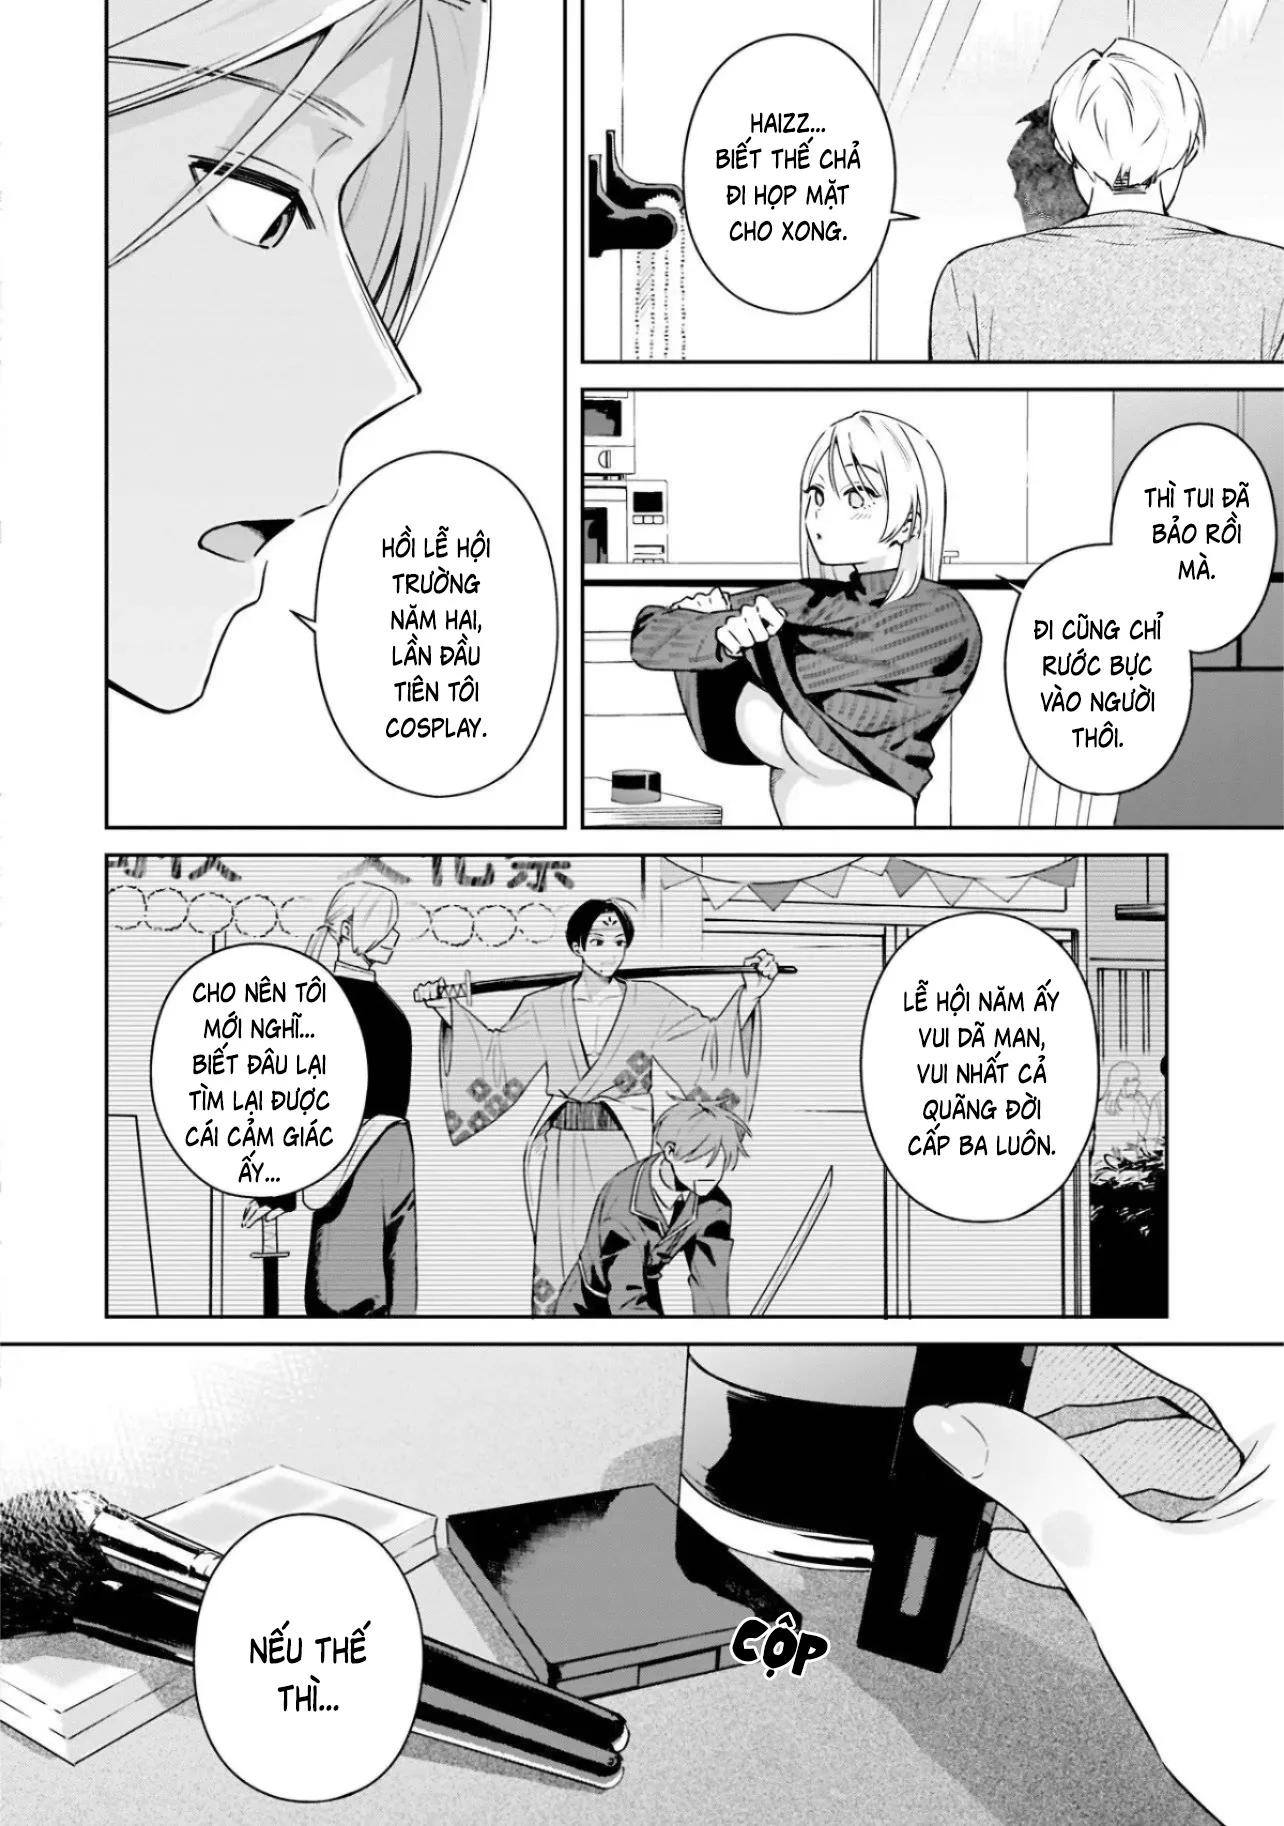 HAIZZ...
BIẾT THẾ CHẢ
ĐI HỌP MẶT
CHO XONG.
THÌ TUI ĐÃ
BẢO RỒI
MÀ.
ĐI CŨNG CHỈ
RƯỚC BỰC
VÀO NGƯỜI
THÔI.
HỒI LỄ HỘI
TRƯỜNG
NĂM HAI,
LẦN ĐẦU
TIÊN TÔI
COSPLAY.
LỄ HỘI NĂM ẤY
VUI DÃ MAN,
VUI NHẤT CẢ
QUÃNG ĐỜI
CẤP BA LUÔN.
文化祭
CHO NÊN TÔI
MỚI NGHĨ...
BIẾT ĐÂU LẠI
TÌM LẠI ĐƯỢC
CÁI CẢM GIÁC
ẤY...
CỘP
NẾU THẾ
THÌ...